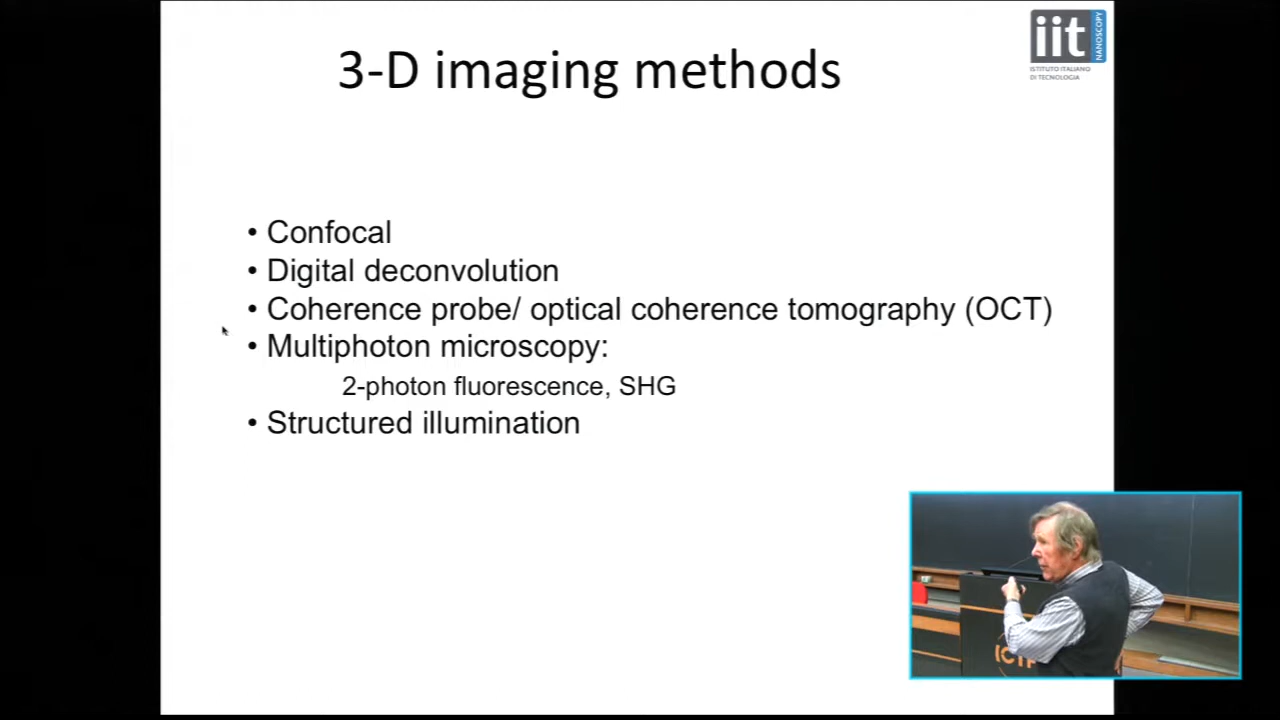 3-D imaging methods
iit
NANOSCOPY
ISTITUTO ITALIANO
DI TECNOLOGIA
• Confocal
• Digital deconvolution
• Coherence probe/ optical coherence tomography (OCT)
• Multiphoton microscopy:
2-photon fluorescence, SHG
• Structured illumination